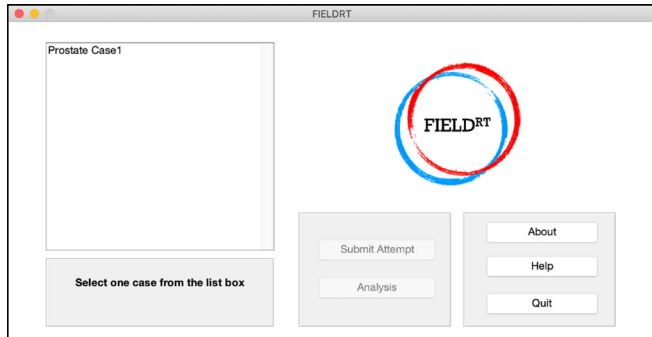 FIELDRT
Prostate Case1
FIELDRT
Select one case from the list box
Submit Attempt
Analysis
About
Help
Quit